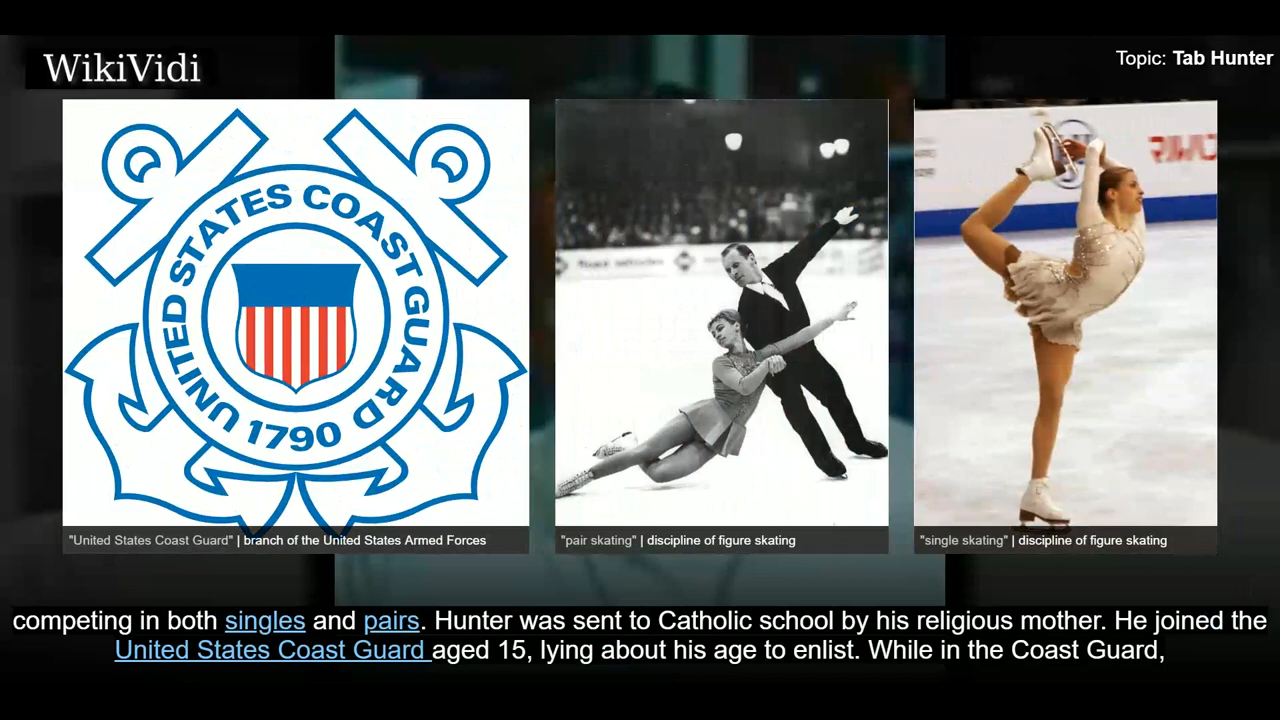 WikiVidi
Topic: Tab Hunter
UNITED STATES COAST GUARD
1790
"United States Coast Guard" | branch of the United States Armed Forces
"pair skating" | discipline of figure skating
"single skating" | discipline of figure skating
competing in both singles and pairs. Hunter was sent to Catholic school by his religious mother. He joined the
United States Coast Guard aged 15, lying about his age to enlist. While in the Coast Guard,